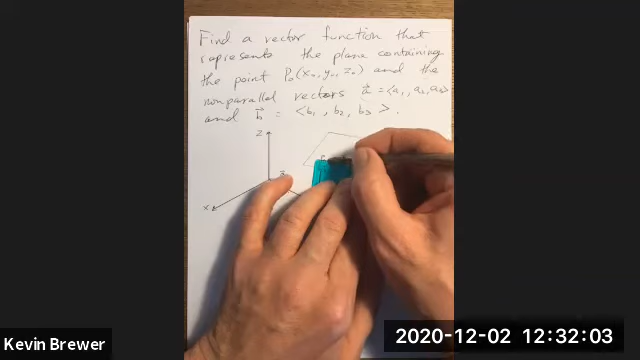 Find a vector function that
represents the plane containing
the point P₀(x₀, y₀, z₀) and the
nonparallel vectors a⃗ = <a₁, a₂, a₃>
and b⃗ = <b₁, b₂, b₃>.
z
x
Kevin Brewer
2020-12-02 12:32:03